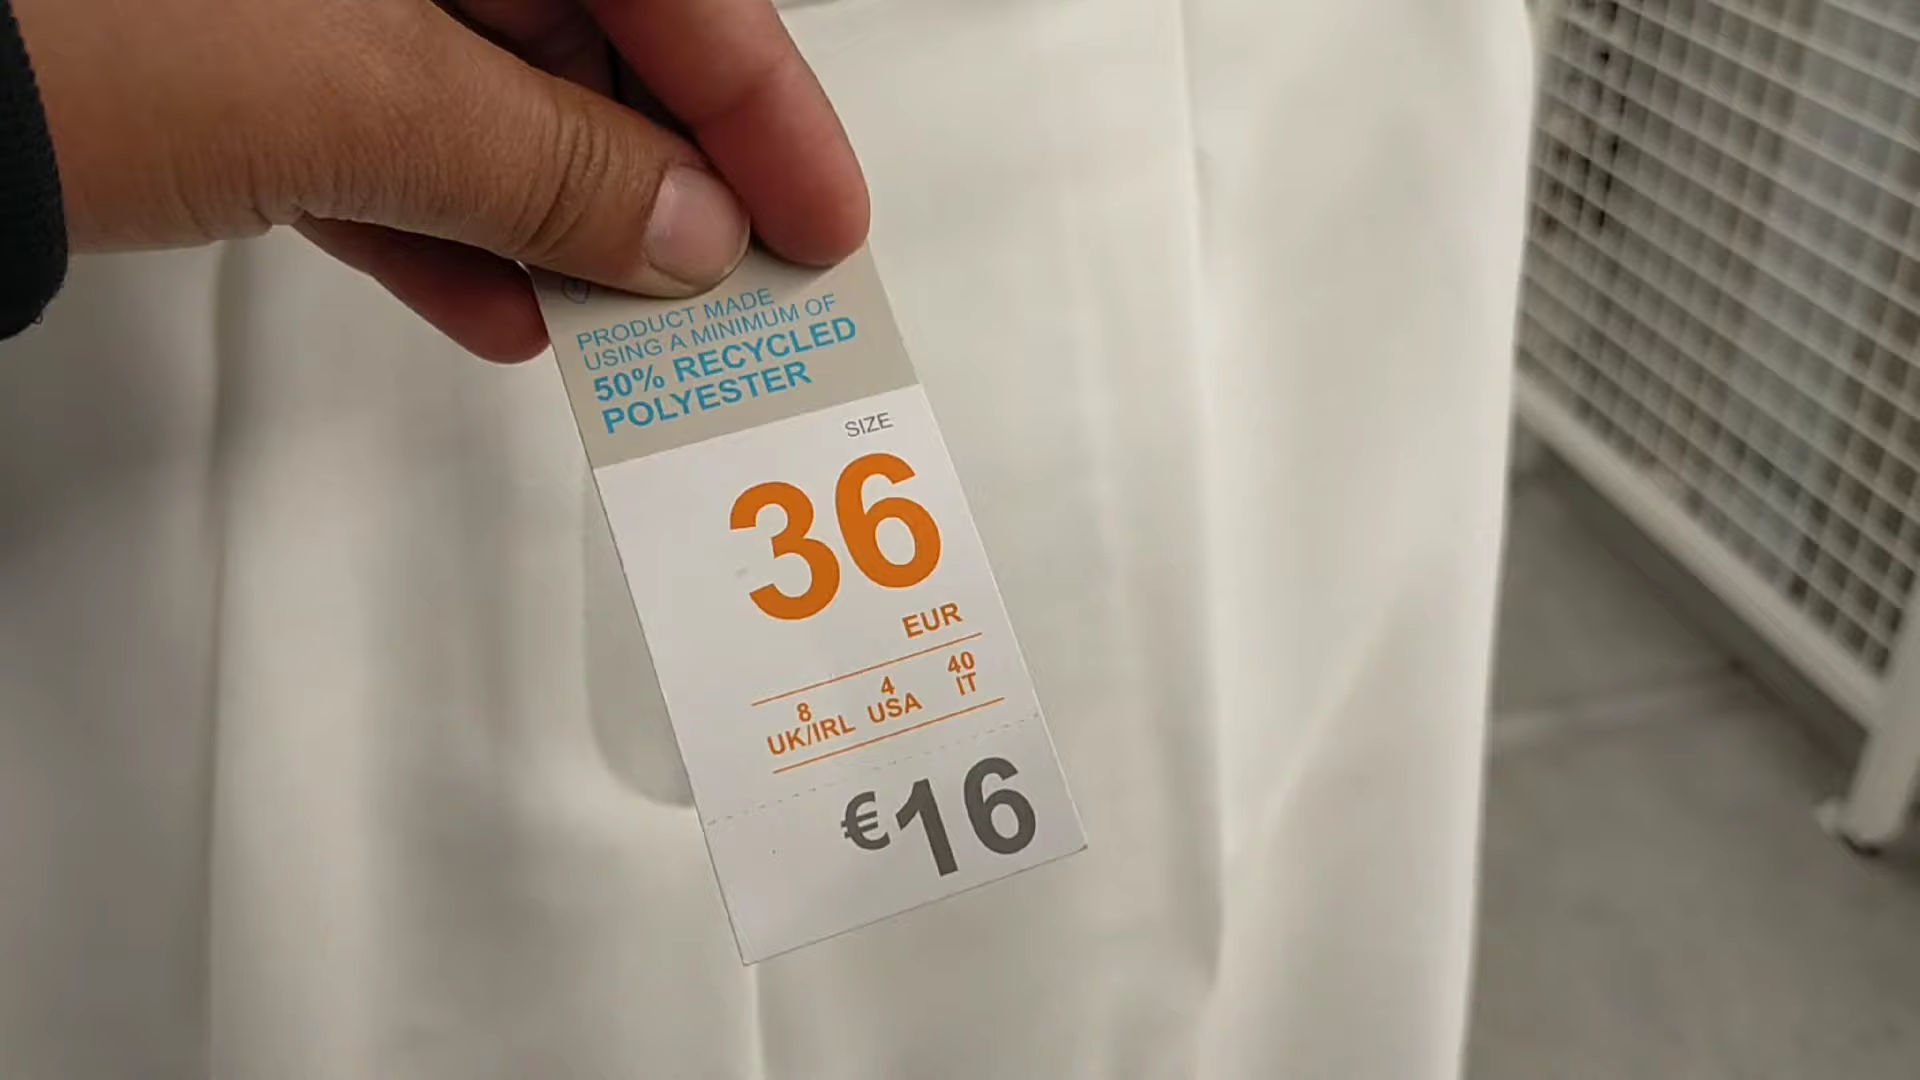 PRODUCT MADE
USING A MINIMUM OF
50% RECYCLED
POLYESTER
SIZE
36
EUR
8 4 40
UK/IRL USA IT
€16